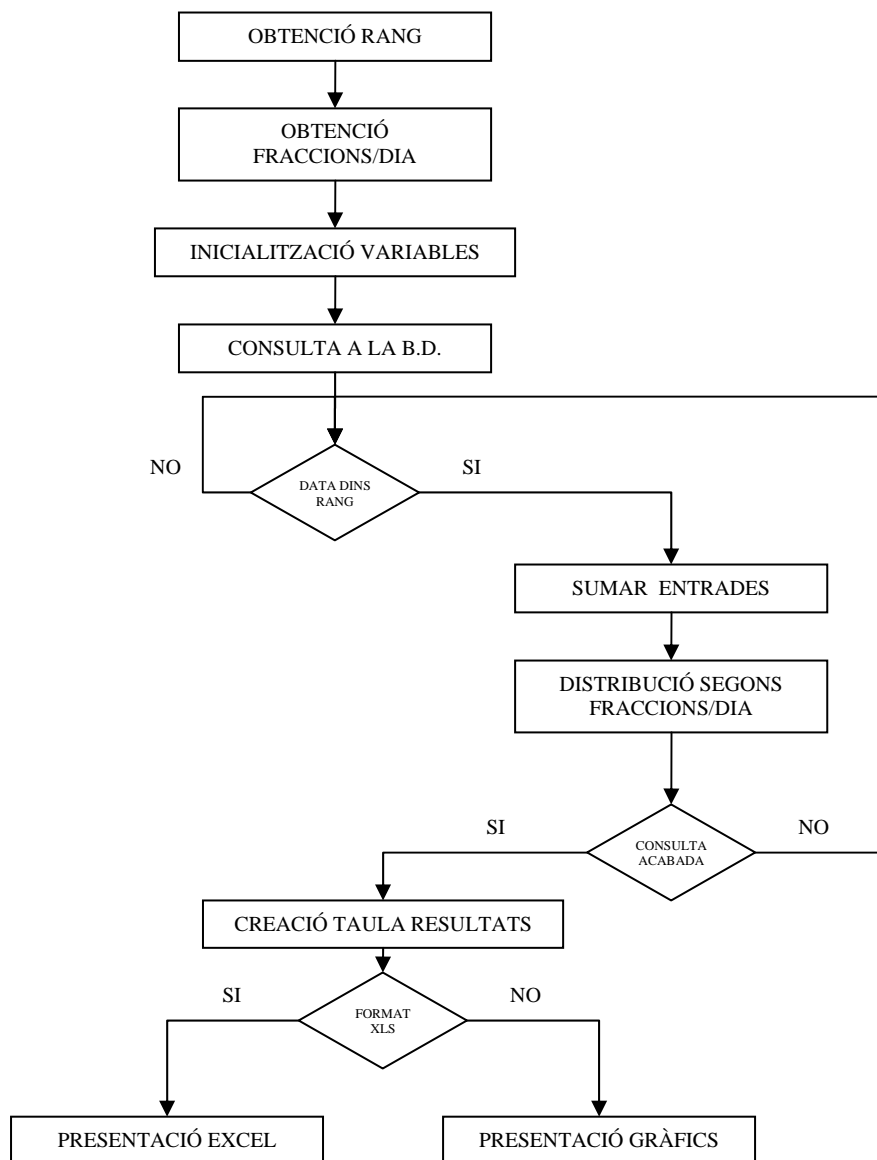 OBTENCIÓ RANG
OBTENCIÓ
FRACCIONS/DIA
INICIALITZACIÓ VARIABLES
CONSULTA A LA B.D.
NO
DATA DINS
RANG
SI
SUMAR ENTRADES
DISTRIBUCIÓ SEGONS
FRACCIONS/DIA
SI
CONSULTA
ACABADA
NO
CREACIÓ TAULA RESULTATS
SI
FORMAT
XLS
NO
PRESENTACIÓ EXCEL
PRESENTACIÓ GRÀFICS